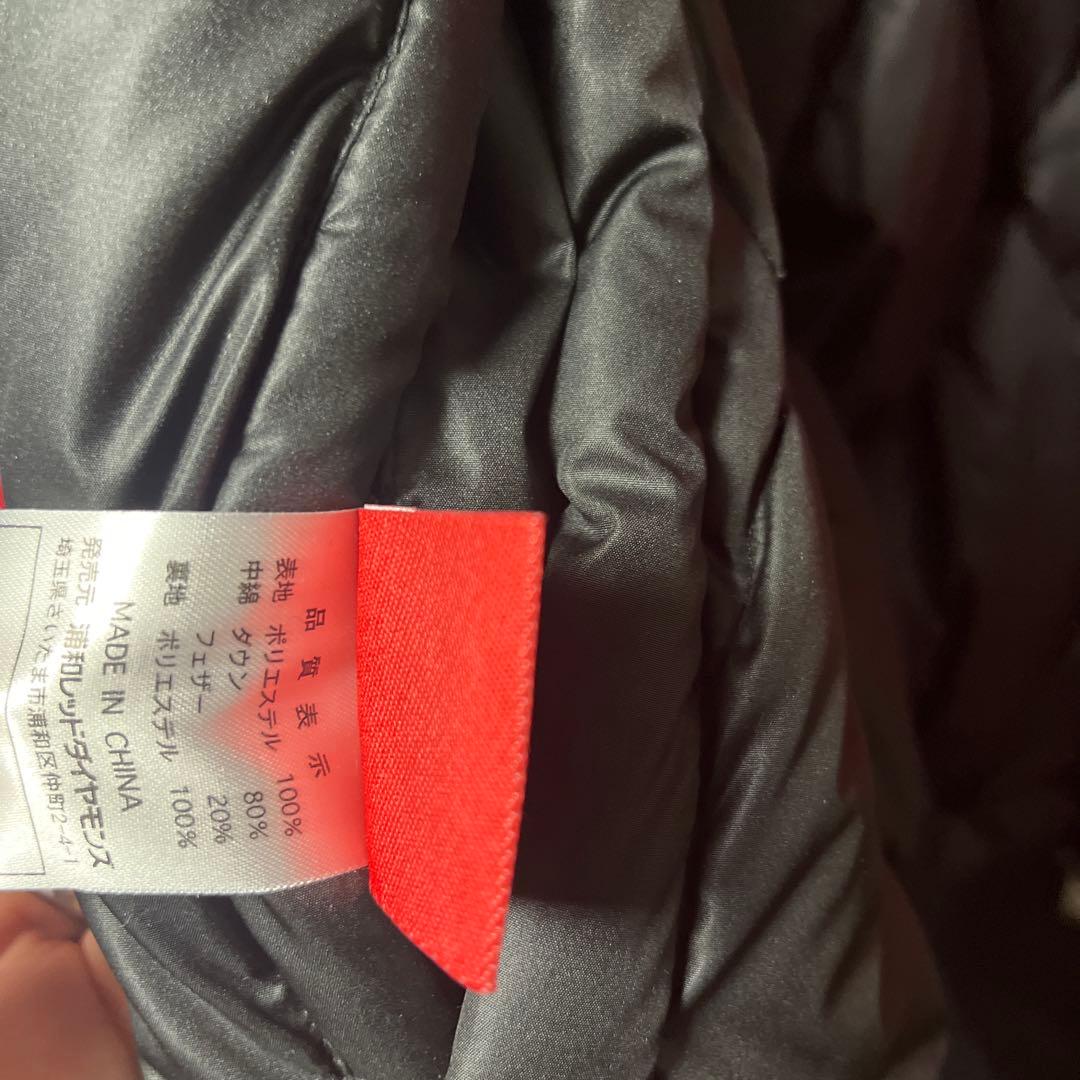 品質表示
表地 ポリエステル 100%
中綿 ダウン 80%
フェザー 20%
裏地 ポリエステル 100%
MADE IN CHINA
発売元 浦和レッドダイヤモンズ
埼玉県さいたま市浦和区仲町2-4-1